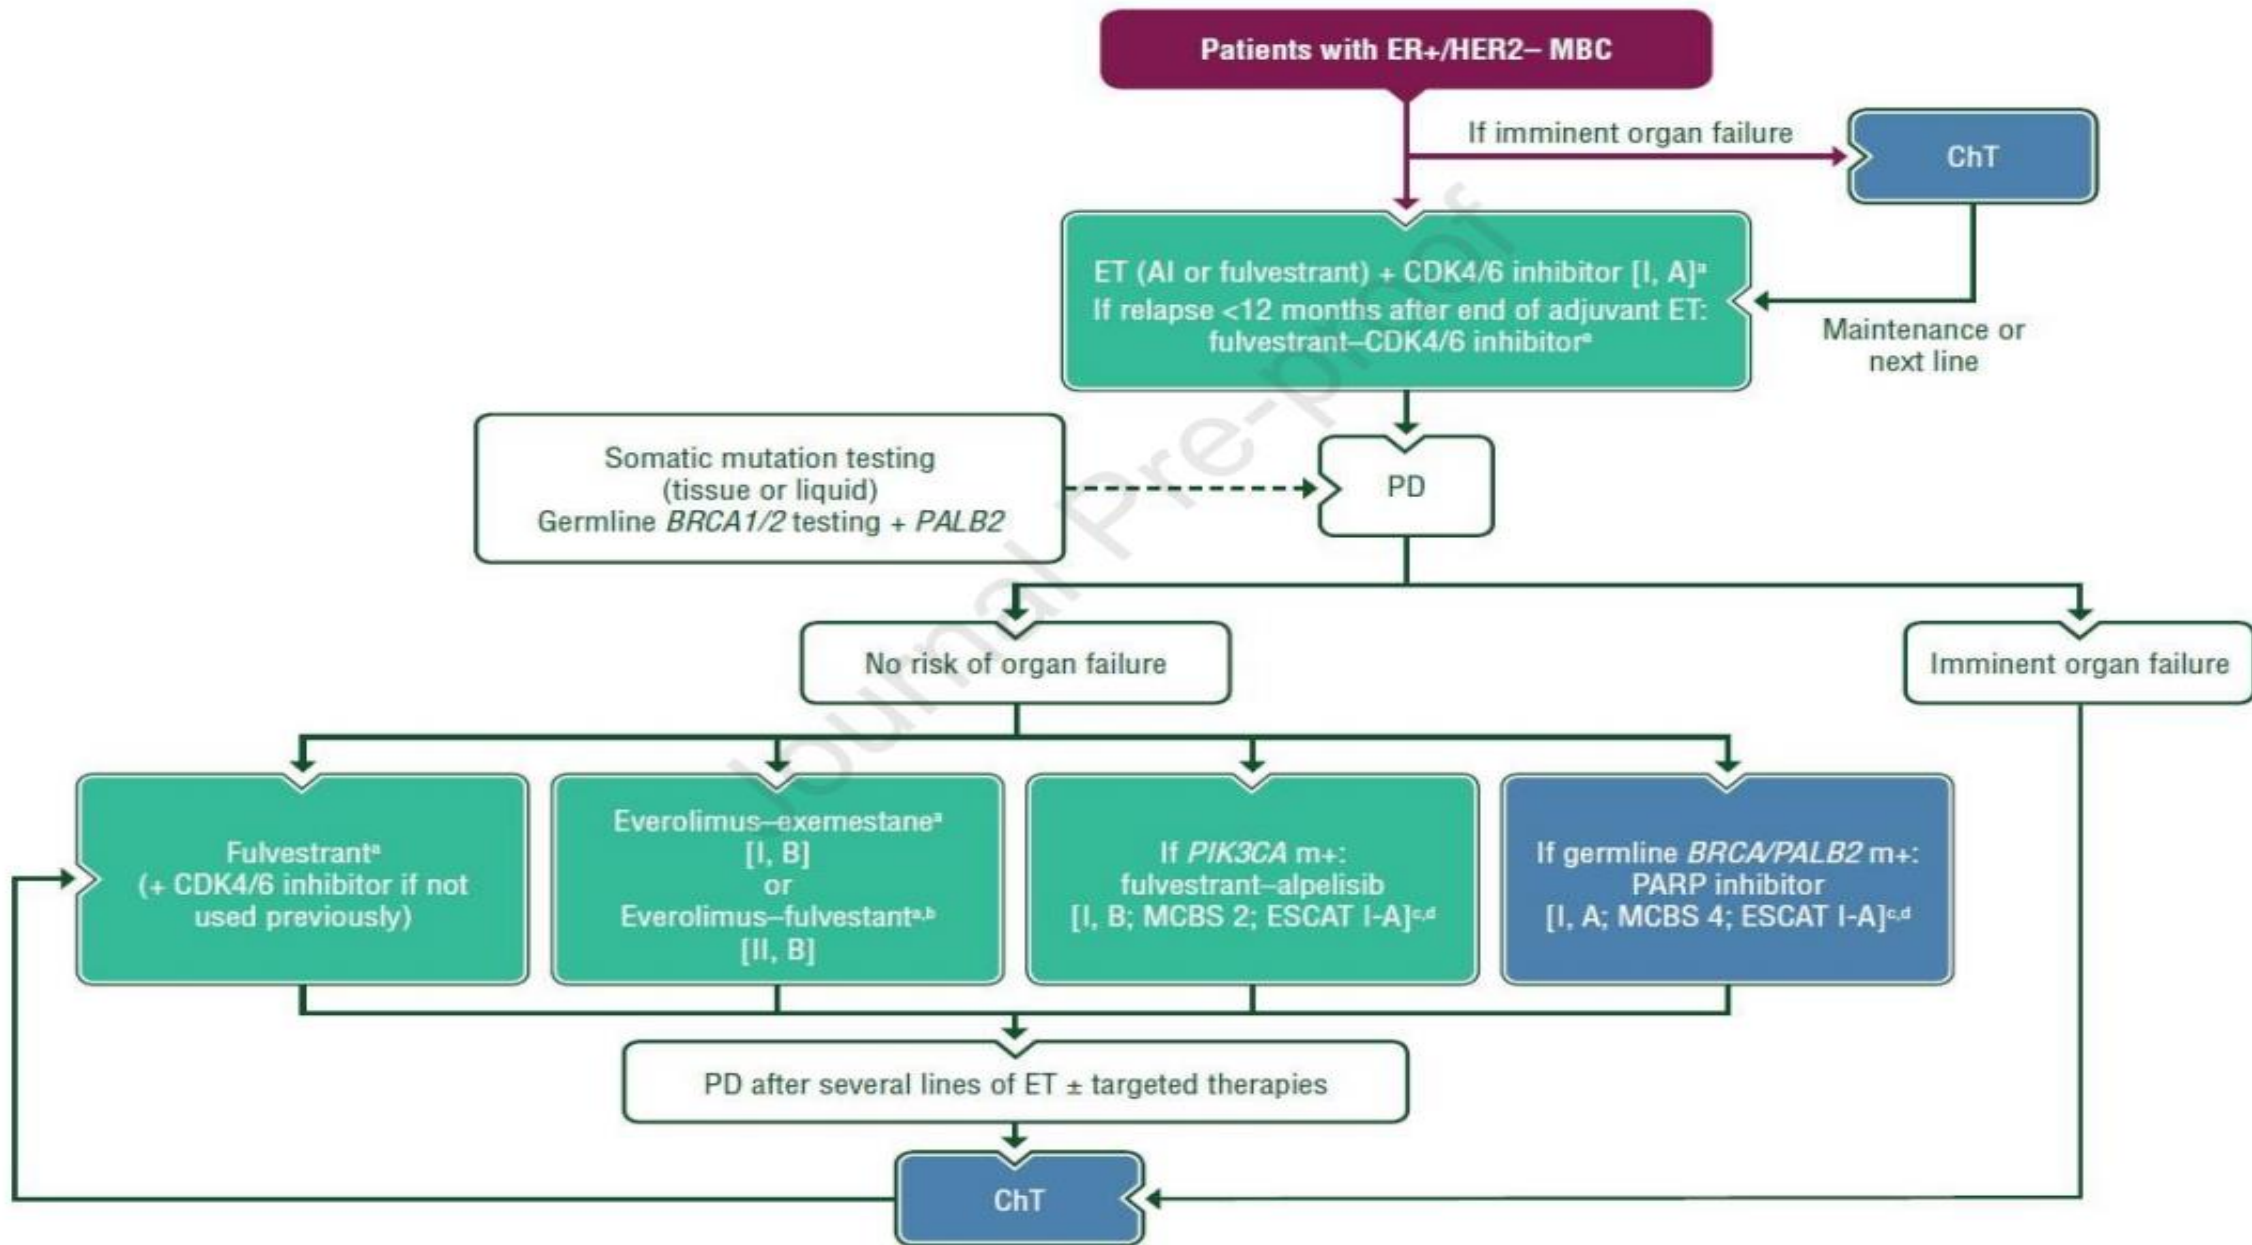 Patients with ER+/HER2– MBC
If imminent organ failure
ChT
ET (AI or fulvestrant) + CDK4/6 inhibitor [I, A]ᵃ
If relapse <12 months after end of adjuvant ET:
fulvestrant–CDK4/6 inhibitorᵃ
Maintenance or
next line
Somatic mutation testing
(tissue or liquid)
Germline BRCA1/2 testing + PALB2
PD
No risk of organ failure
Imminent organ failure
Fulvestrantᵃ
(+ CDK4/6 inhibitor if not
used previously)
Everolimus–exemestaneᵃ
[I, B]
or
Everolimus–fulvestantᵃ,ᵇ
[II, B]
If PIK3CA m+:
fulvestrant–alpelisib
[I, B; MCBS 2; ESCAT I-A]ᶜ,ᵈ
If germline BRCA/PALB2 m+:
PARP inhibitor
[I, A; MCBS 4; ESCAT I-A]ᶜ,ᵈ
PD after several lines of ET ± targeted therapies
ChT
Journal Pre-proof